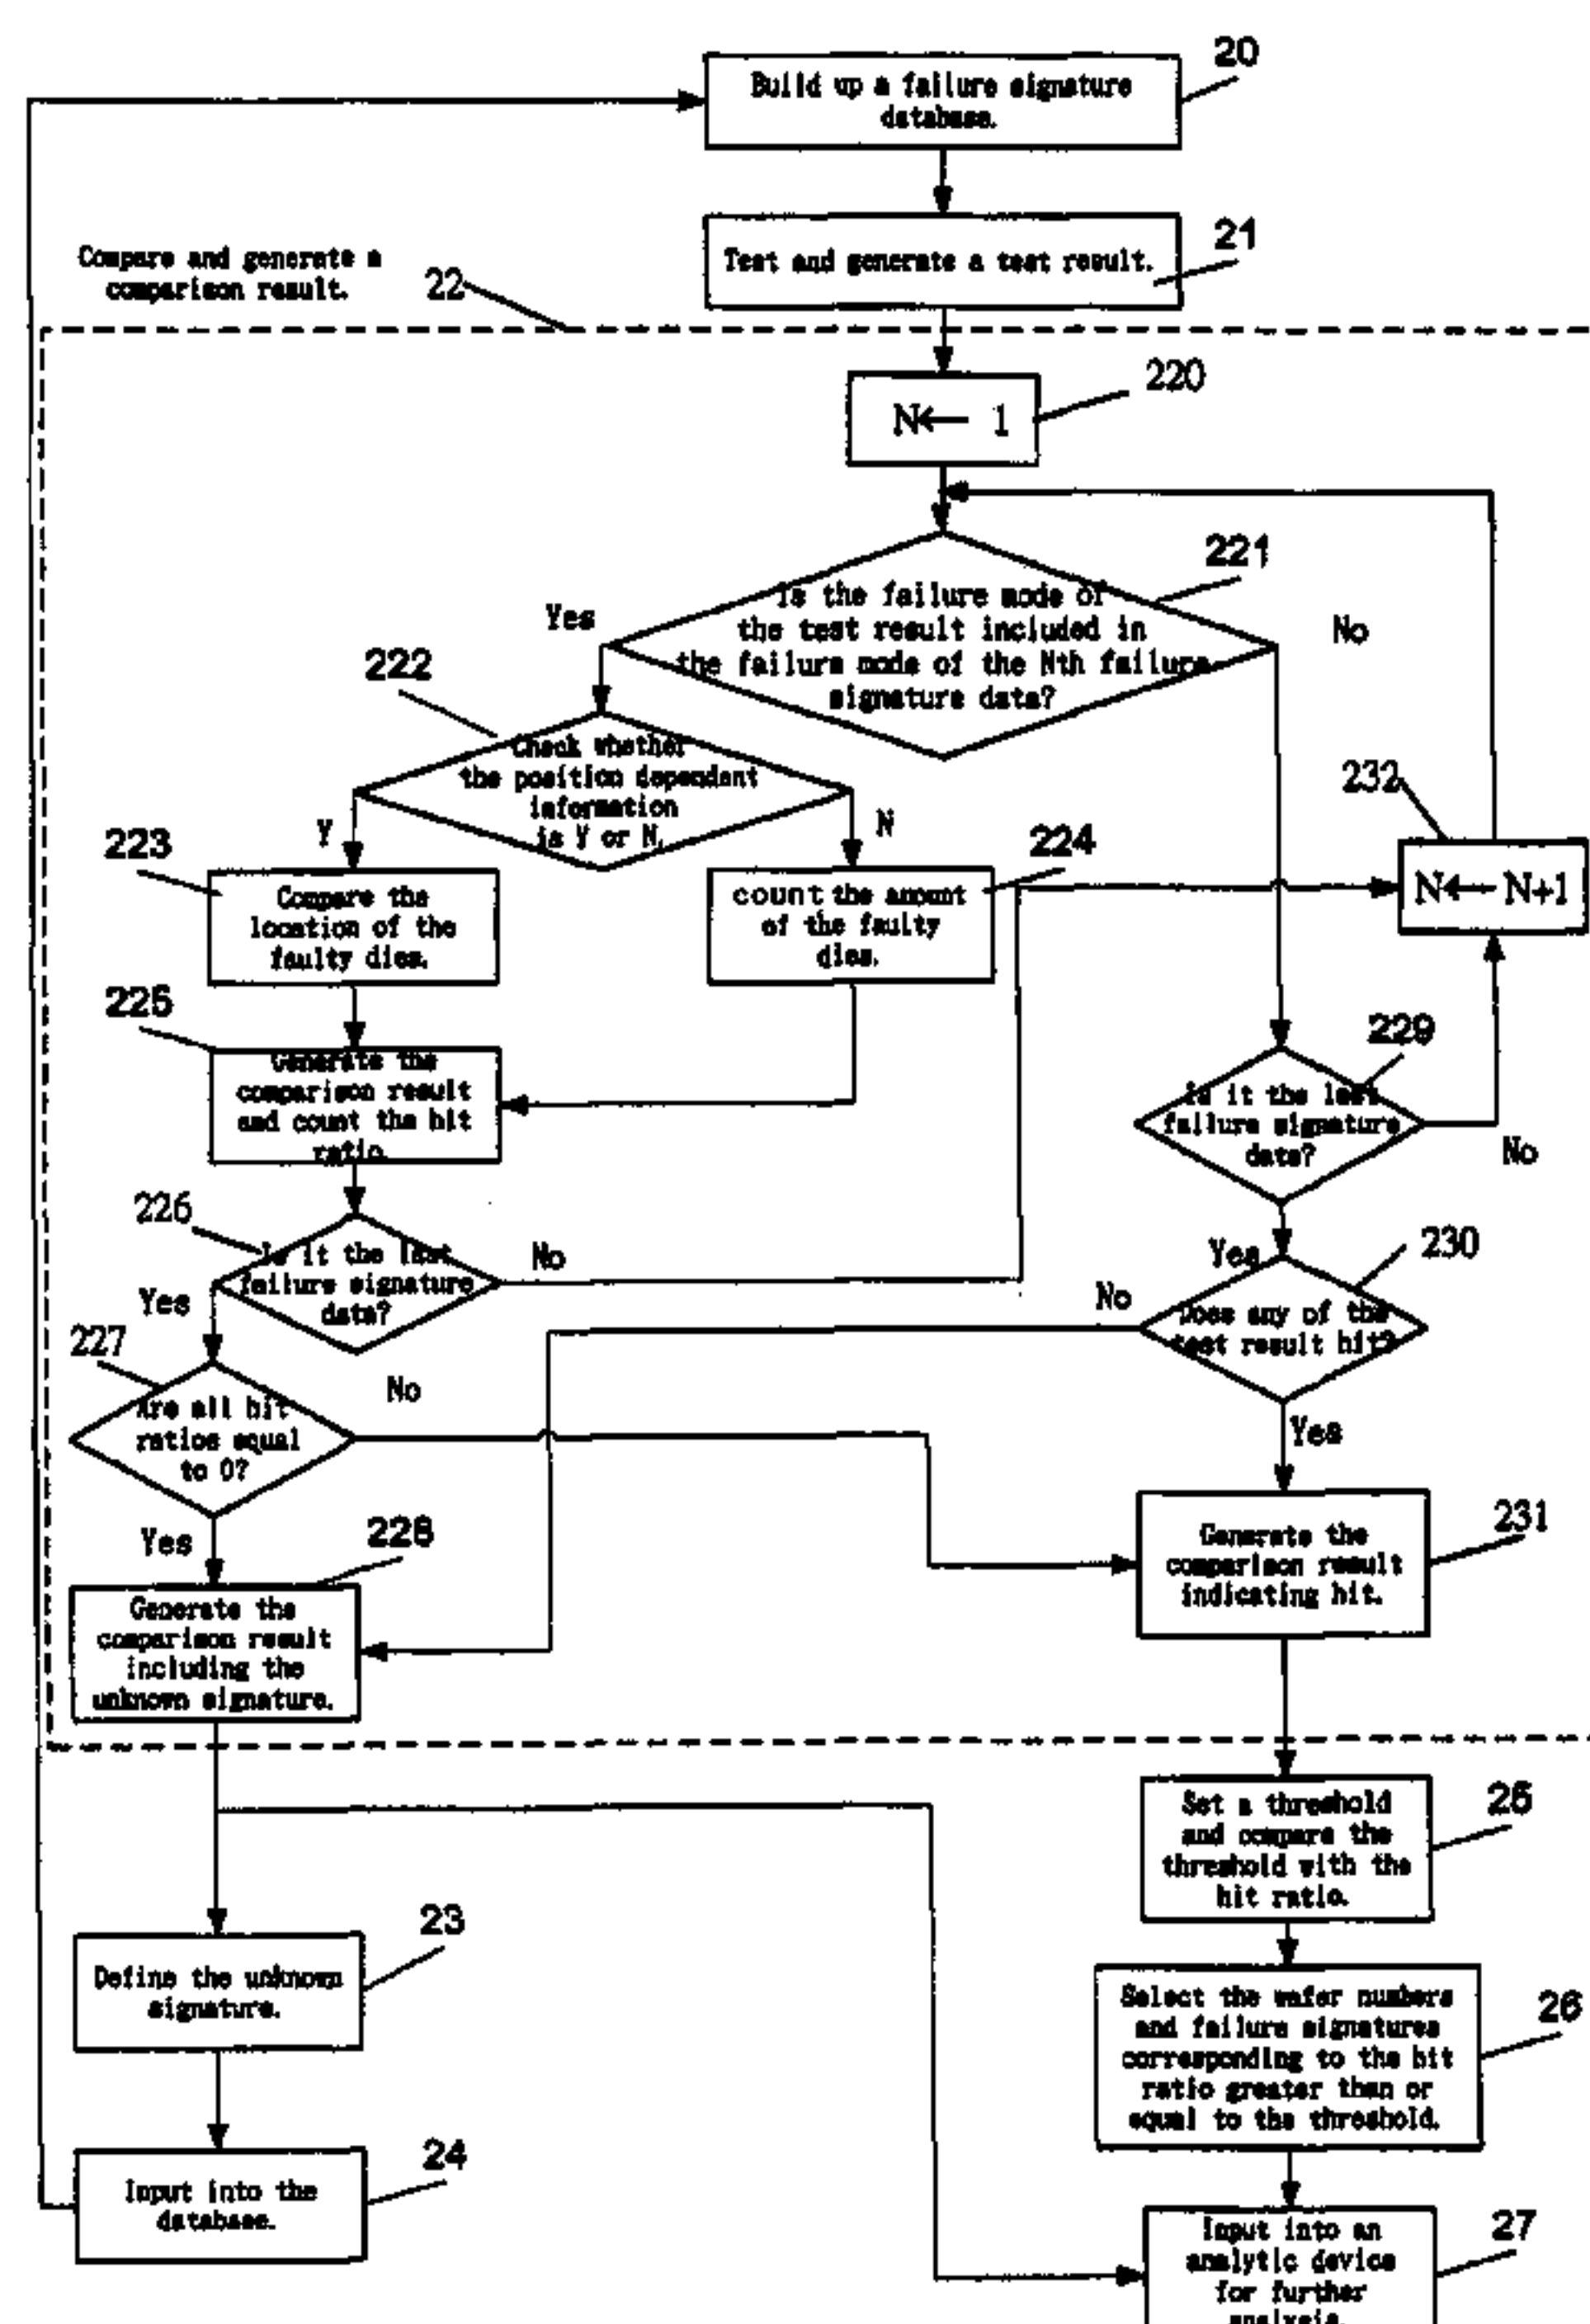 20
Build up a failure signature
database.
21
Test and generate a test result.
Compare and generate a
comparison result.
22
220
N← 1
221
Is the failure mode of
the test result included in
the failure mode of the Nth failure
signature data?
Yes
No
222
Check whether
the position dependent
information
is Y or N.
Y
N
223
Compare the
location of the
faulty dies.
224
count the amount
of the faulty
dies.
232
N← N+1
225
Generate the
comparison result
and count the hit
ratio.
229
Is it the last
failure signature
data?
No
Yes
226
Is it the last
failure signature
data?
No
Yes
230
Does any of the
test result hit?
No
Yes
227
Are all hit
ratios equal
to 0?
No
Yes
228
Generate the
comparison result
including the
unknown signature.
231
Generate the
comparison result
indicating hit.
25
Set a threshold
and compare the
threshold with the
hit ratio.
23
Define the unknown
signature.
26
Select the wafer numbers
and failure signatures
corresponding to the hit
ratio greater than or
equal to the threshold.
24
Input into the
database.
27
Input into an
analytic device
for further
analysis.